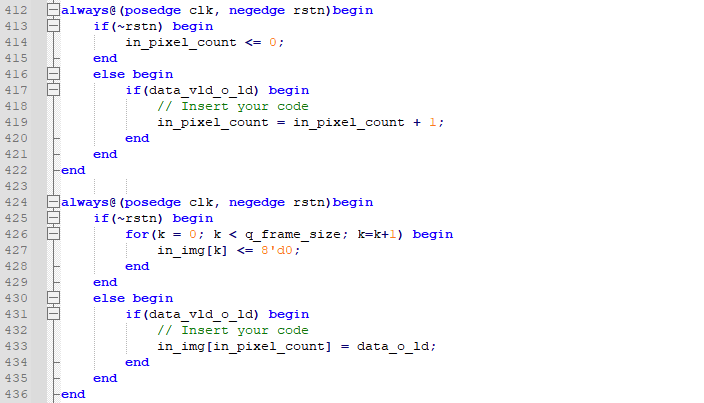 412 always@(posedge clk, negedge rstn)begin
413     if(~rstn) begin
414         in_pixel_count <= 0;
415     end
416     else begin
417         if(data_vld_o_ld) begin
418             // Insert your code
419             in_pixel_count = in_pixel_count + 1;
420         end
421     end
422 end
423
424 always@(posedge clk, negedge rstn)begin
425     if(~rstn) begin
426         for(k = 0; k < q_frame_size; k=k+1) begin
427             in_img[k] <= 8'd0;
428         end
429     end
430     else begin
431         if(data_vld_o_ld) begin
432             // Insert your code
433             in_img[in_pixel_count] = data_o_ld;
434         end
435     end
436 end